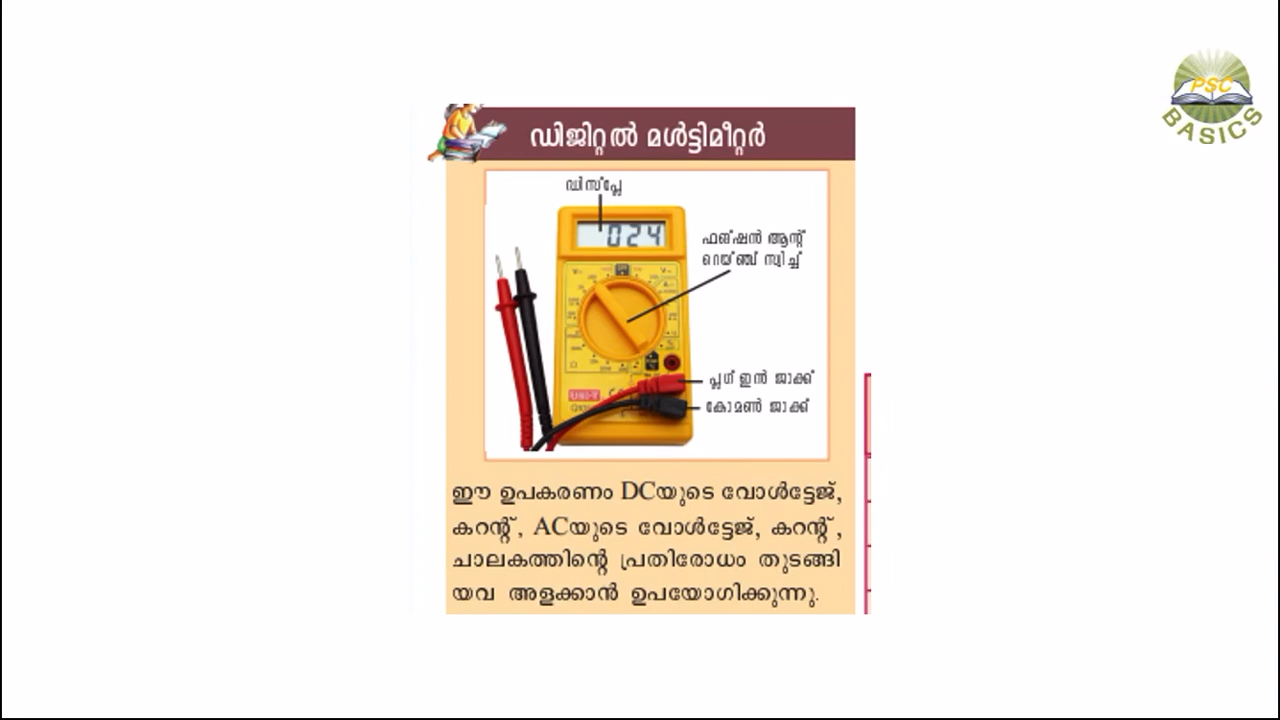 PSC
BASICS
ഡിജിറ്റൽ മൾട്ടിമീറ്റർ
ഡിസ്പ്ലേ
024
ഫങ്ഷൻ ആന്റ്
റെയ്ഞ്ച് സ്വിച്ച്
പ്ലഗ് ഇൻ ജാക്ക്
കോമൺ ജാക്ക്
ഈ ഉപകരണം DCയുടെ വോൾട്ടേജ്,
കറന്റ്, ACയുടെ വോൾട്ടേജ്, കറന്റ്,
ചാലകത്തിന്റെ പ്രതിരോധം തുടങ്ങി
യവ അളക്കാൻ ഉപയോഗിക്കുന്നു.